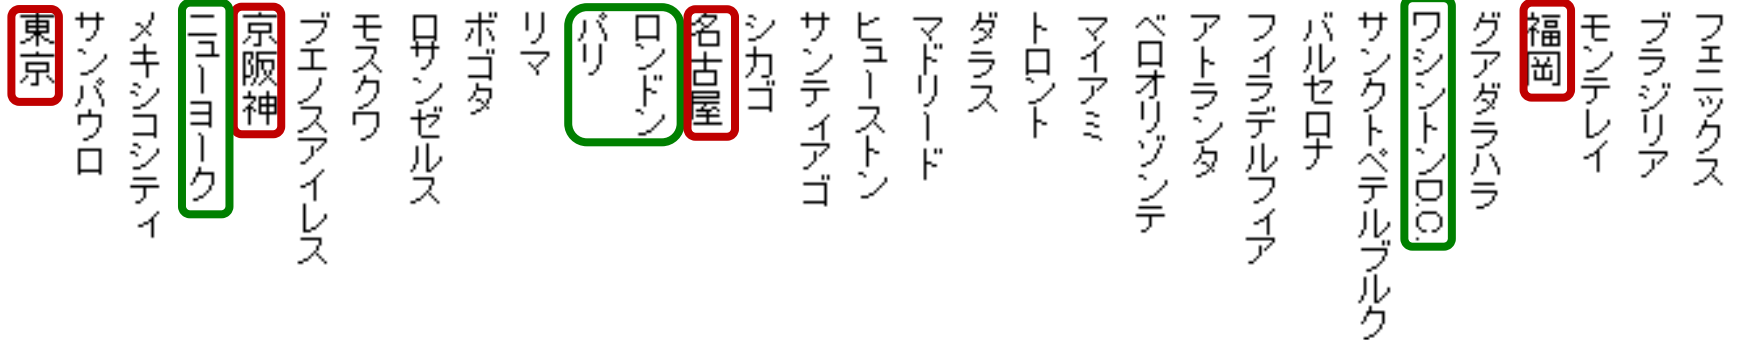 東京
サンパウロ
メキシコシティ
ニューヨーク
京阪神
ブエノスアイレス
モスクワ
ロサンゼルス
ボゴタ
リマ
パリ
ロンドン
名古屋
シカゴ
サンティアゴ
ヒューストン
マドリード
ダラス
トロント
マイアミ
ベロオリゾンテ
アトランタ
フィラデルフィア
バルセロナ
サンクトペテルブルク
ワシントンD.C.
グアダラハラ
福岡
モンテレイ
ブラジリア
フェニックス